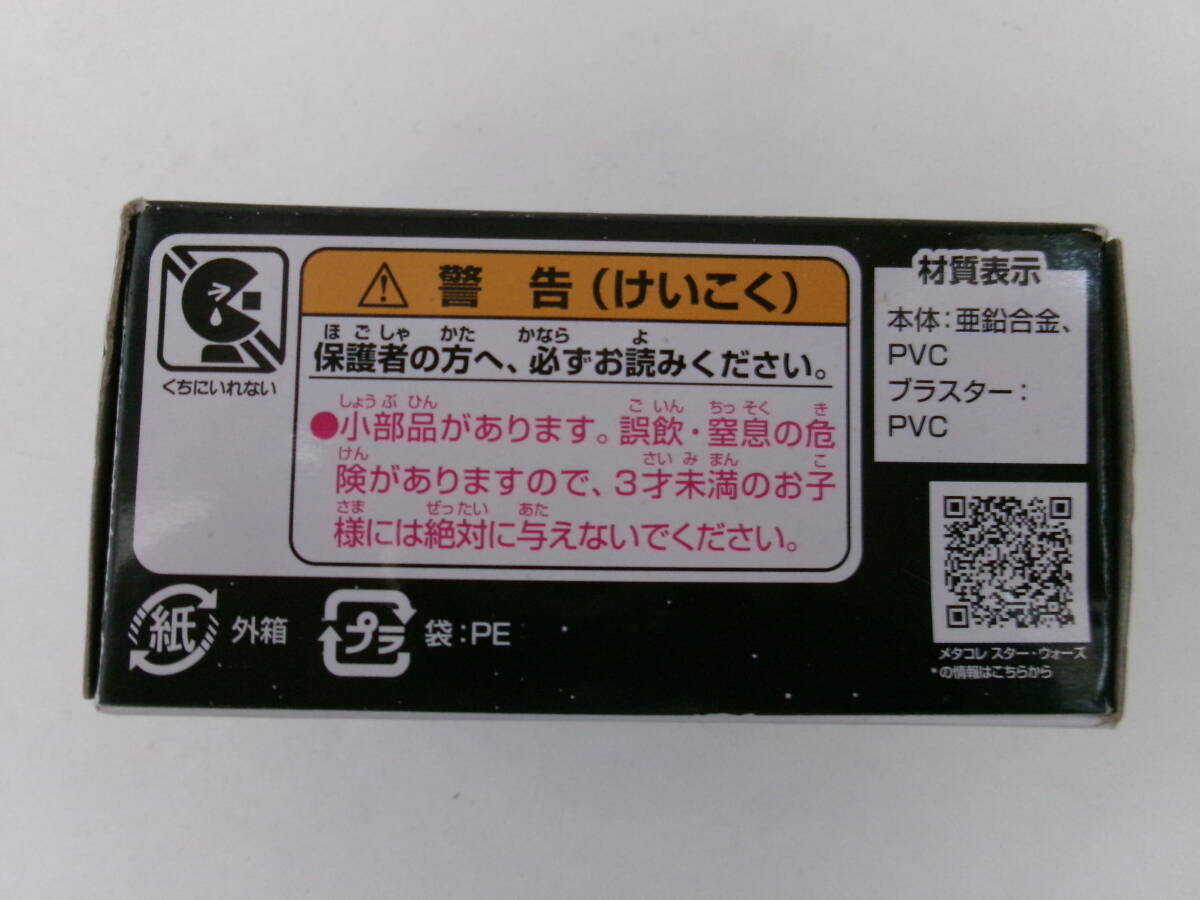 くちにいれない
警告(けいこく)
ほごしゃ かた かなら よ
保護者の方へ、必ずお読みください。
しょうぶひん ごいん ちっそく き
●小部品があります。誤飲・窒息の危
けん さいみまん こ
険がありますので、3才未満のお子
さま ぜったい あた
様には絶対に与えないでください。
材質表示
本体:亜鉛合金、
PVC
ブラスター:
PVC
紙 外箱
プラ 袋:PE
メタコレ スター・ウォーズ
*の情報はこちらから